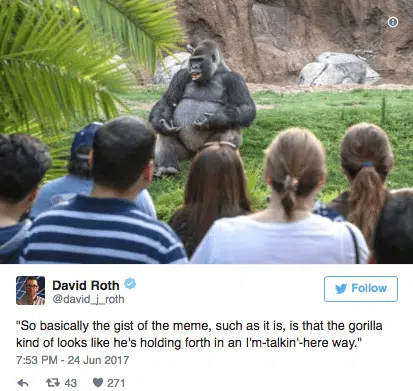 David Roth
@david_j_roth
Follow
"So basically the gist of the meme, such as it is, is that the gorilla
kind of looks like he's holding forth in an I'm-talkin'-here way."
7:53 PM - 24 Jun 2017
43 271